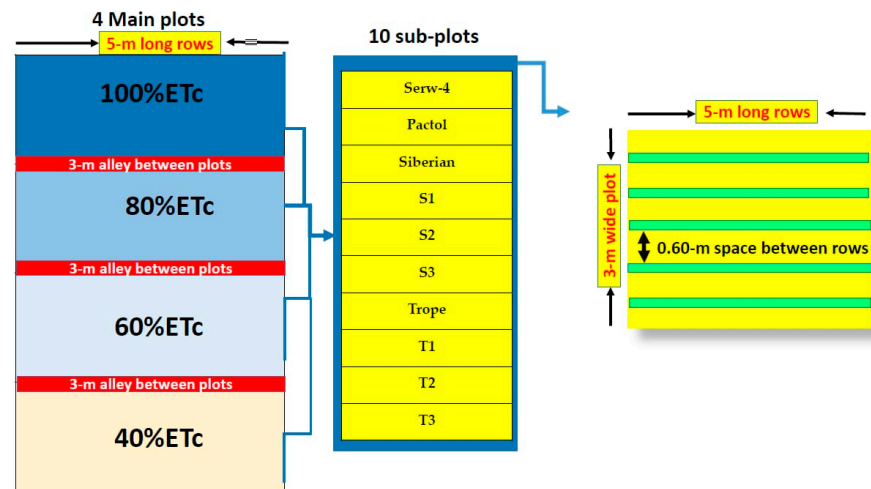 4 Main plots
5-m long rows
100%ETc
3-m alley between plots
80%ETc
3-m alley between plots
60%ETc
3-m alley between plots
40%ETc
10 sub-plots
Serw-4
Pactol
Siberian
S1
S2
S3
Trope
T1
T2
T3
5-m long rows
3-m wide plot
0.60-m space between rows